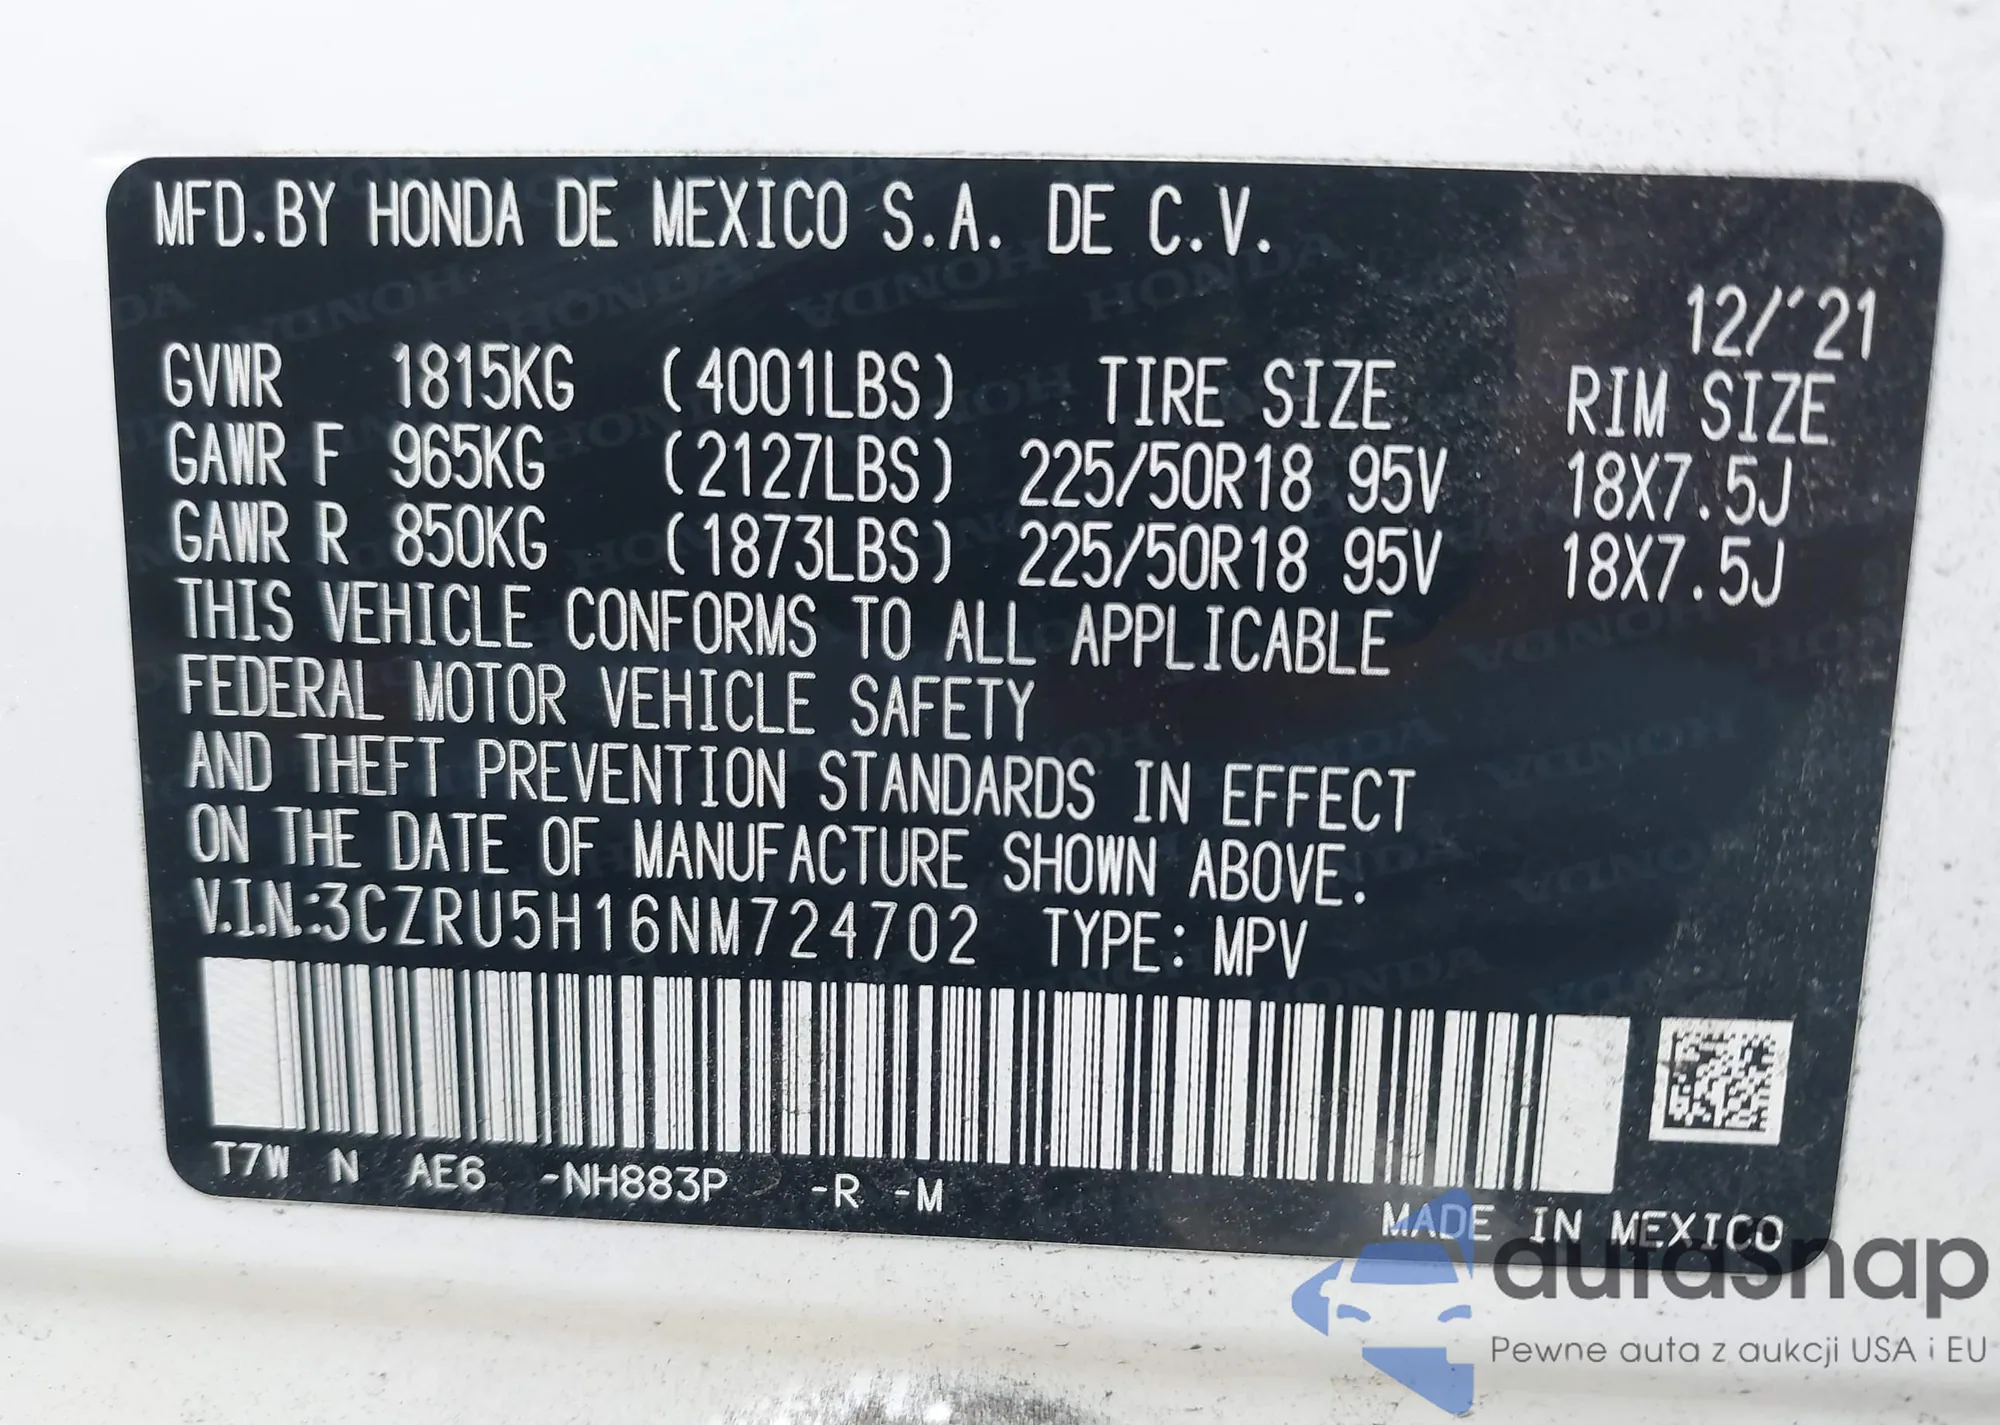 MFD.BY HONDA DE MEXICO S.A. DE C.V.
12/'21
GVWR 1815KG (4001LBS) TIRE SIZE RIM SIZE
GAWR F 965KG (2127LBS) 225/50R18 95V 18X7.5J
GAWR R 850KG (1873LBS) 225/50R18 95V 18X7.5J
THIS VEHICLE CONFORMS TO ALL APPLICABLE
FEDERAL MOTOR VEHICLE SAFETY
AND THEFT PREVENTION STANDARDS IN EFFECT
ON THE DATE OF MANUFACTURE SHOWN ABOVE.
V.I.N.:3CZRU5H16NM724702 TYPE: MPV
T7W N AE6 -NH883P -R -M
MADE IN MEXICO
autasnap
Pewne auta z aukcji USA i EU